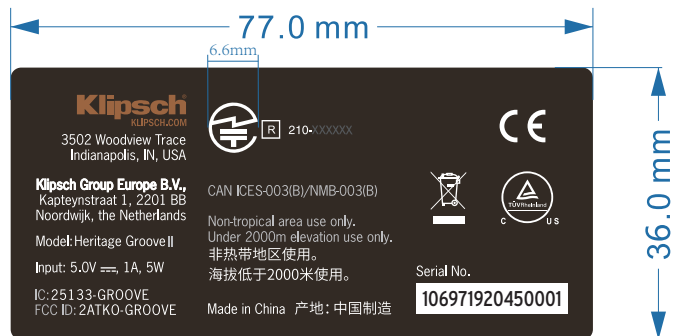 77.0 mm
6.6mm
36.0 mm
Klipsch
KLIPSCH.COM
3502 Woodview Trace
Indianapolis, IN, USA
Klipsch Group Europe B.V.,
Kapteynstraat 1, 2201 BB
Noordwijk, the Netherlands
Model: Heritage Groove II
Input: 5.0V ⎓, 1A, 5W
IC: 25133-GROOVE
FCC ID: 2ATKO-GROOVE
R 210-XXXXXX
CAN ICES-003(B)/NMB-003(B)
Non-tropical area use only.
Under 2000m elevation use only.
非热带地区使用。
海拔低于2000米使用。
Made in China 产地: 中国制造
CE
TÜVRheinland
C US
Serial No.
106971920450001